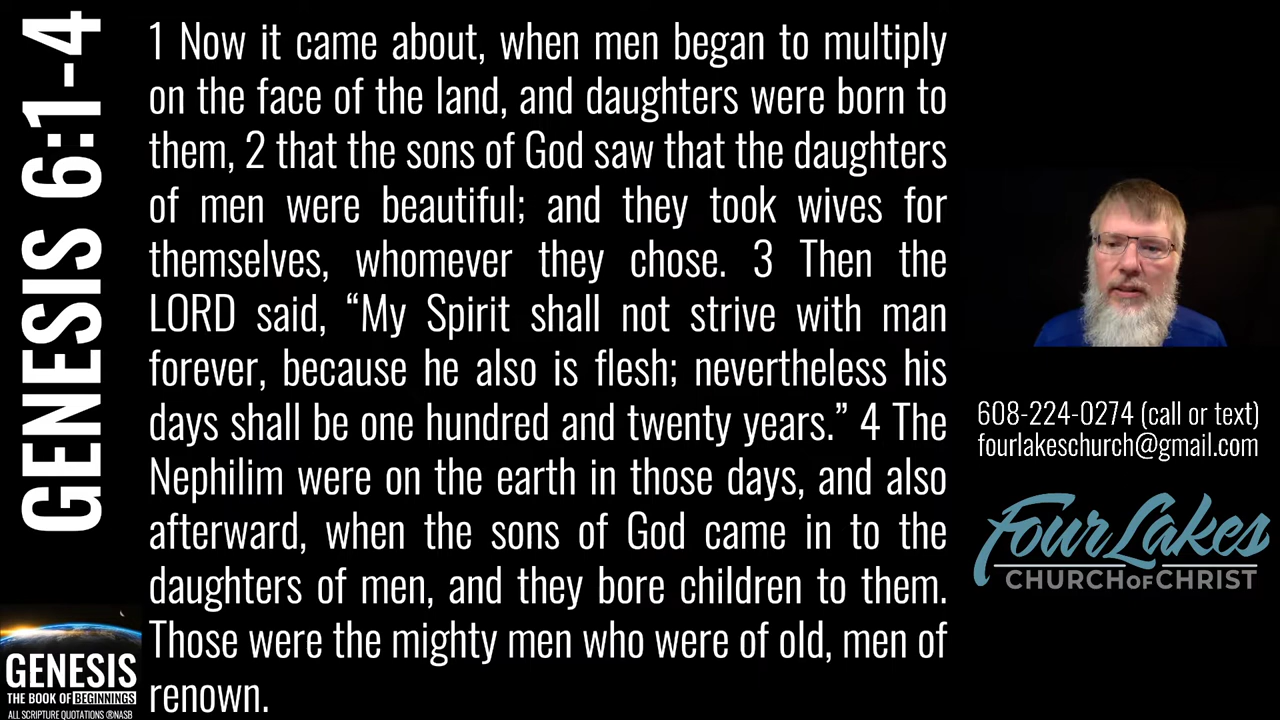 GENESIS 6:1-4
1 Now it came about, when men began to multiply
on the face of the land, and daughters were born to
them, 2 that the sons of God saw that the daughters
of men were beautiful; and they took wives for
themselves, whomever they chose. 3 Then the
LORD said, “My Spirit shall not strive with man
forever, because he also is flesh; nevertheless his
days shall be one hundred and twenty years.” 4 The
Nephilim were on the earth in those days, and also
afterward, when the sons of God came in to the
daughters of men, and they bore children to them.
Those were the mighty men who were of old, men of
renown.
608-224-0274 (call or text)
fourlakeschurch@gmail.com
Four Lakes
CHURCH OF CHRIST
GENESIS
THE BOOK OF BEGINNINGS
ALL SCRIPTURE QUOTATIONS ®NASB